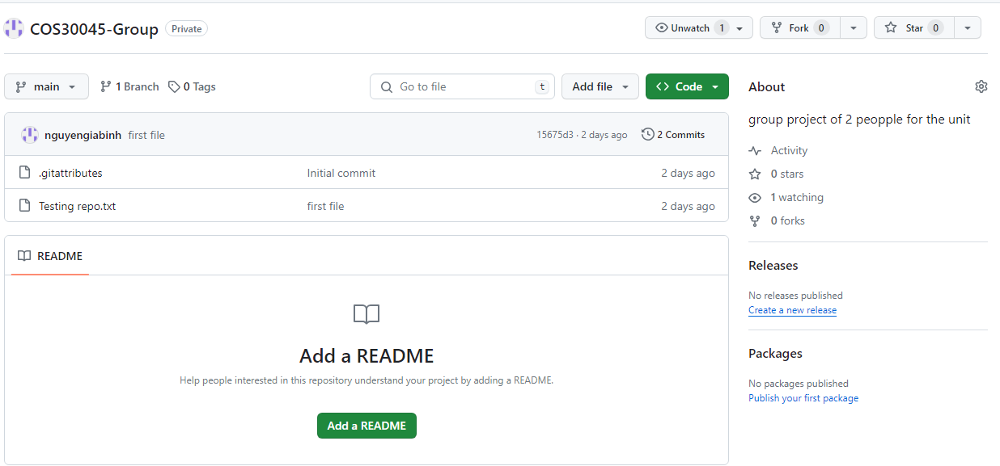 COS30045-Group Private Unwatch 1 Fork 0 Star 0
main 1 Branch 0 Tags Go to file t Add file Code
nguyengiabinh first file 15675d3 · 2 days ago 2 Commits
.gitattributes Initial commit 2 days ago
Testing repo.txt first file 2 days ago
README
Add a README
Help people interested in this repository understand your project by adding a README.
Add a README
About
group project of 2 peopple for the unit
Activity
0 stars
1 watching
0 forks
Releases
No releases published
Create a new release
Packages
No packages published
Publish your first package